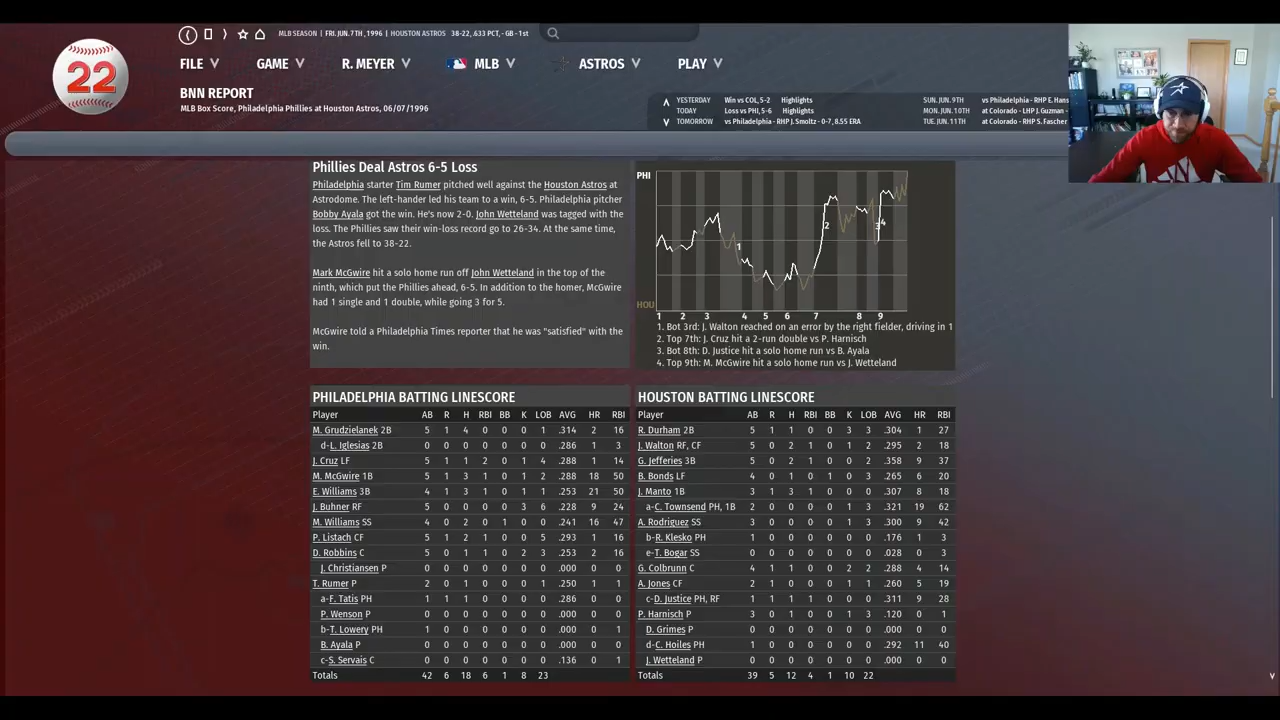 MLB SEASON | FRI. JUN. 7TH , 1996 | HOUSTON ASTROS 38-22, .633 PCT, - GB - 1st
22
FILE GAME R. MEYER MLB ASTROS PLAY
BNN REPORT
MLB Box Score, Philadelphia Phillies at Houston Astros, 06/07/1996
YESTERDAY Win vs COL, 5-2 Highlights
TODAY Loss vs PHI, 5-6 Highlights
TOMORROW vs Philadelphia - RHP J. Smoltz - 0-7, 8.55 ERA
SUN. JUN. 9TH vs Philadelphia - RHP E. Hans
MON. JUN. 10TH at Colorado - LHP J. Guzman -
TUE. JUN. 11TH at Colorado - RHP S. Fascher
Phillies Deal Astros 6-5 Loss
Philadelphia starter Tim Rumer pitched well against the Houston Astros at
Astrodome. The left-hander led his team to a win, 6-5. Philadelphia pitcher
Bobby Ayala got the win. He's now 2-0. John Wetteland was tagged with the
loss. The Phillies saw their win-loss record go to 26-34. At the same time,
the Astros fell to 38-22.
Mark McGwire hit a solo home run off John Wetteland in the top of the
ninth, which put the Phillies ahead, 6-5. In addition to the homer, McGwire
had 1 single and 1 double, while going 3 for 5.
McGwire told a Philadelphia Times reporter that he was "satisfied" with the
win.
PHI
1 2 3 4
HOU
1 2 3 4 5 6 7 8 9
1. Bot 3rd: J. Walton reached on an error by the right fielder, driving in 1
2. Top 7th: J. Cruz hit a 2-run double vs P. Harnisch
3. Bot 8th: D. Justice hit a solo home run vs B. Ayala
4. Top 9th: M. McGwire hit a solo home run vs J. Wetteland
PHILADELPHIA BATTING LINESCORE
Player AB R H RBI BB K LOB AVG HR RBI
M. Grudzielanek 2B 5 1 4 0 0 0 1 .314 2 16
d-L. Iglesias 2B 0 0 0 0 0 0 0 .286 1 3
J. Cruz LF 5 1 1 2 0 1 4 .288 1 14
M. McGwire 1B 5 1 3 1 0 1 2 .288 18 50
E. Williams 3B 4 1 3 1 0 1 1 .253 21 50
J. Buhner RF 5 0 0 0 0 3 6 .228 9 24
M. Williams SS 4 0 2 0 1 0 0 .241 16 47
P. Listach CF 5 1 2 1 0 0 5 .293 1 16
D. Robbins C 5 0 1 1 0 2 3 .253 2 16
J. Christiansen P 0 0 0 0 0 0 0 .000 0 0
T. Rumer P 2 0 1 0 0 0 1 .250 1 1
a-F. Tatis PH 1 1 1 0 0 0 0 .286 0 0
P. Wenson P 0 0 0 0 0 0 0 .000 0 0
b-T. Lowery PH 1 0 0 0 0 0 0 .000 0 1
B. Ayala P 0 0 0 0 0 0 0 .000 0 0
c-S. Servais C 0 0 0 0 0 0 0 .136 0 1
Totals 42 6 18 6 1 8 23
HOUSTON BATTING LINESCORE
Player AB R H RBI BB K LOB AVG HR RBI
R. Durham 2B 5 1 1 0 0 3 3 .304 1 27
J. Walton RF, CF 5 0 2 1 0 1 2 .295 2 18
G. Jefferies 3B 5 0 2 1 0 0 2 .358 9 37
B. Bonds LF 4 0 1 0 1 0 3 .265 6 20
J. Manto 1B 3 1 3 1 0 0 0 .307 8 18
a-C. Townsend PH, 1B 2 0 0 0 0 1 3 .321 19 62
A. Rodriguez SS 3 0 0 0 0 1 3 .300 9 42
b-R. Klesko PH 1 0 0 0 0 0 0 .176 1 3
e-T. Bogar SS 0 0 0 0 0 0 0 .028 0 3
G. Colbrunn C 4 1 1 0 0 2 2 .288 4 14
A. Jones CF 2 1 0 0 0 1 1 .260 5 19
c-D. Justice PH, RF 1 1 1 1 0 0 0 .311 9 28
P. Harnisch P 3 0 1 0 0 1 3 .120 0 1
D. Grimes P 0 0 0 0 0 0 0 .000 0 0
d-C. Hoiles PH 1 0 0 0 0 0 0 .292 11 40
J. Wetteland P 0 0 0 0 0 0 0 .000 0 0
Totals 39 5 12 4 1 10 22